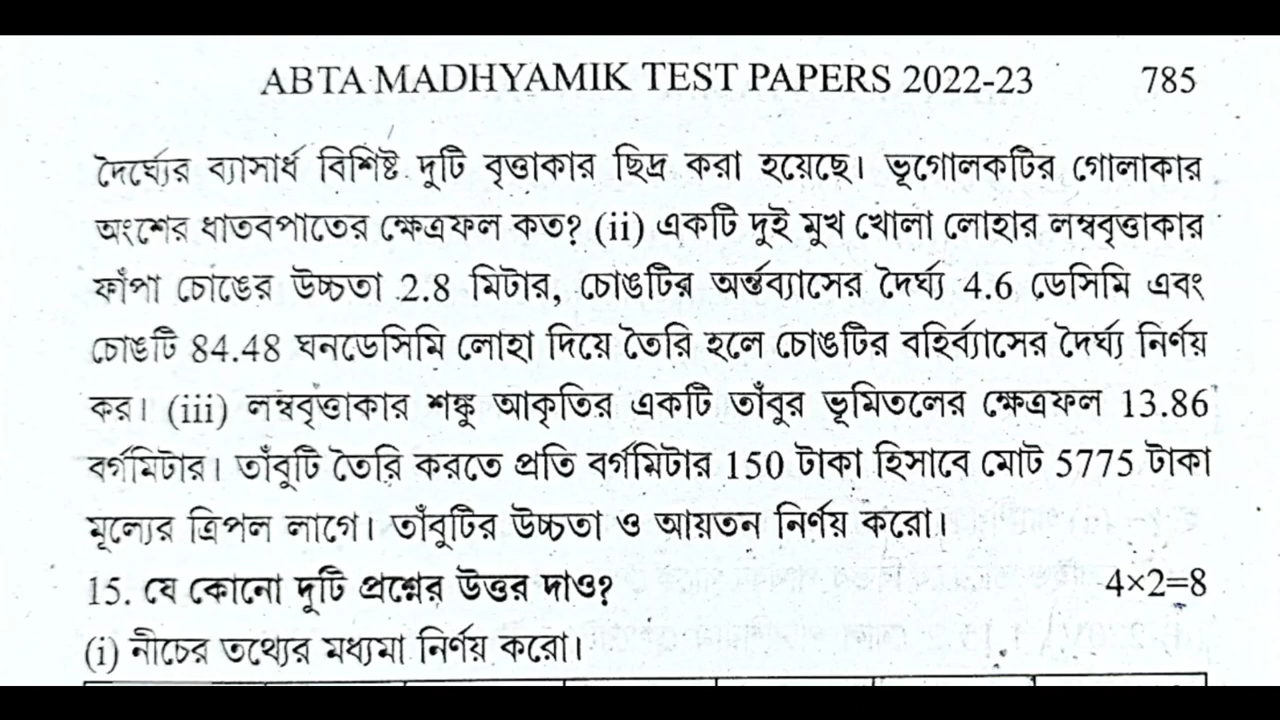 ABTA MADHYAMIK TEST PAPERS 2022-23 785
দৈর্ঘ্যের ব্যাসার্ধ বিশিষ্ট দুটি বৃত্তাকার ছিদ্র করা হয়েছে। ভূগোলকটির গোলাকার
অংশের ধাতবপাতের ক্ষেত্রফল কত? (ii) একটি দুই মুখ খোলা লোহার লম্ববৃত্তাকার
ফাঁপা চোঙের উচ্চতা 2.8 মিটার, চোঙটির অর্ন্তব্যাসের দৈর্ঘ্য 4.6 ডেসিমি এবং
চোঙটি 84.48 ঘনডেসিমি লোহা দিয়ে তৈরি হলে চোঙটির বহির্ব্যাসের দৈর্ঘ্য নির্ণয়
কর। (iii) লম্ববৃত্তাকার শঙ্কু আকৃতির একটি তাঁবুর ভূমিতলের ক্ষেত্রফল 13.86
বর্গমিটার। তাঁবুটি তৈরি করতে প্রতি বর্গমিটার 150 টাকা হিসাবে মোট 5775 টাকা
মূল্যের ত্রিপল লাগে। তাঁবুটির উচ্চতা ও আয়তন নির্ণয় করো।
15. যে কোনো দুটি প্রশ্নের উত্তর দাও? 4×2=8
(i) নীচের তথ্যের মধ্যমা নির্ণয় করো।